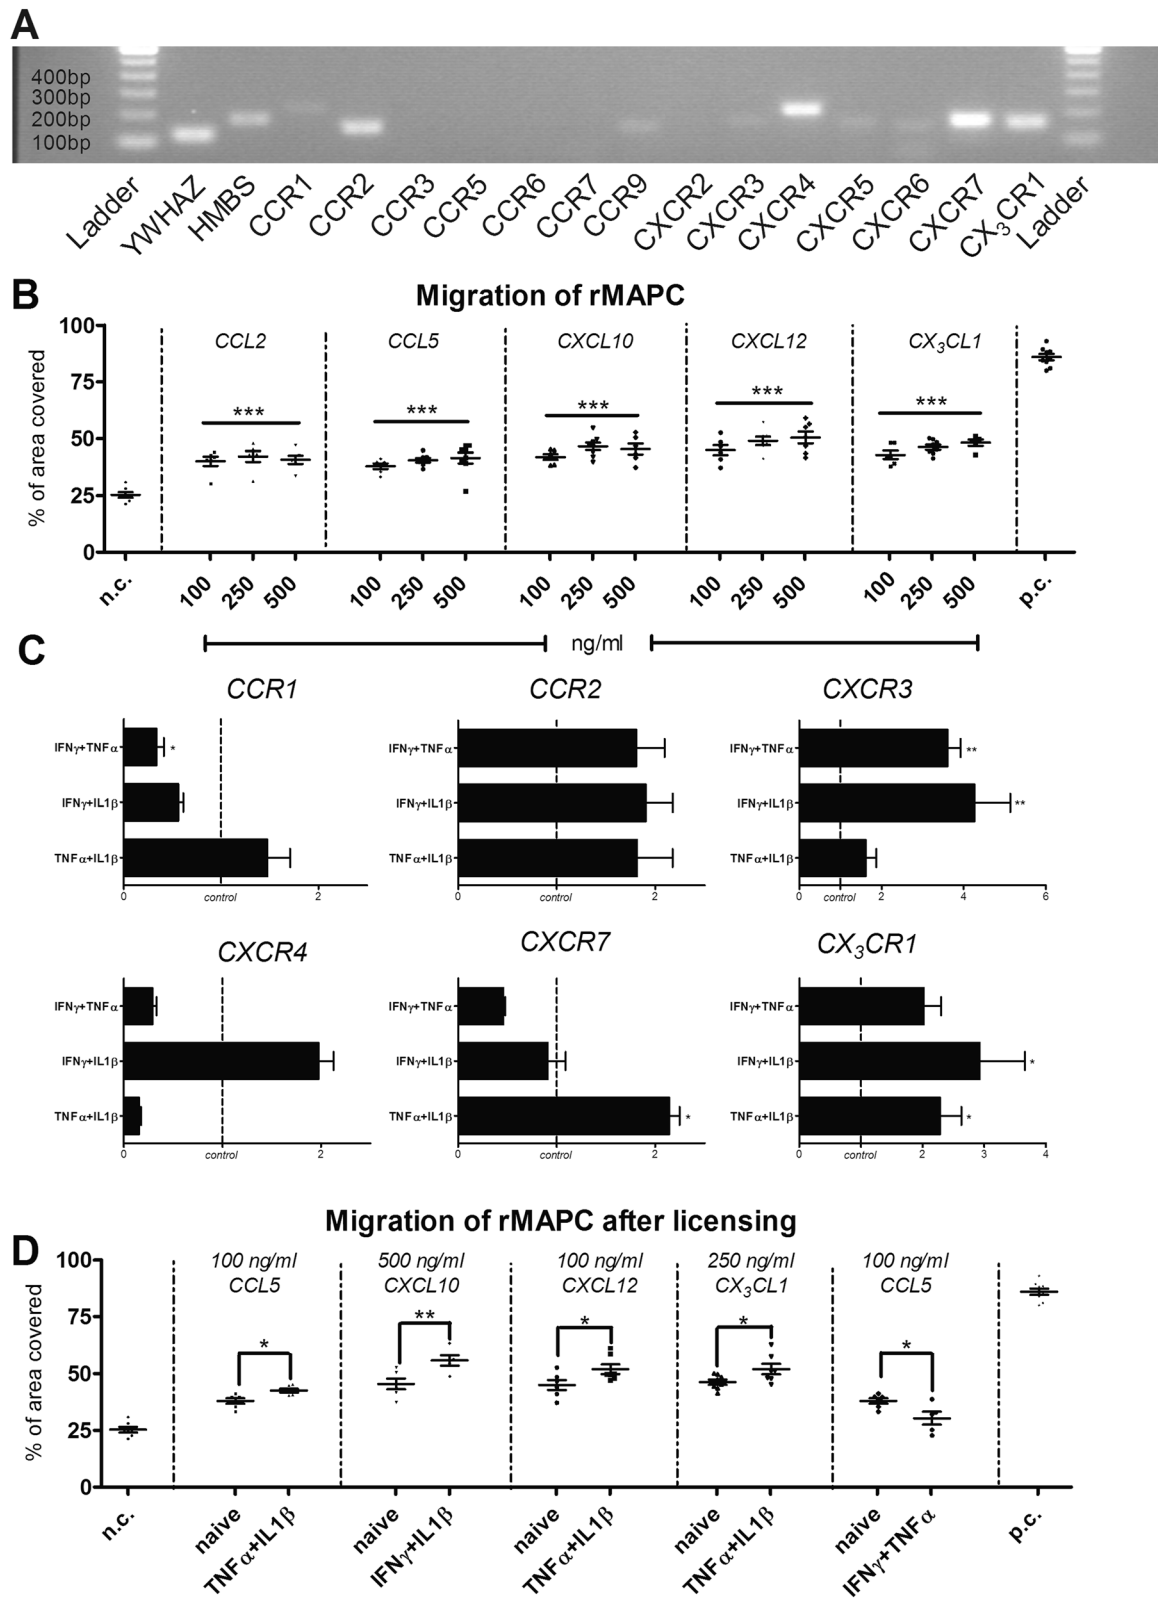 A
400bp
300bp
200bp
100bp
Ladder YWHAZ HMBS CCR1 CCR2 CCR3 CCR5 CCR6 CCR7 CCR9 CXCR2 CXCR3 CXCR4 CXCR5 CXCR6 CXCR7 CX3CR1 Ladder
B
Migration of rMAPC
% of area covered
100
75
50
25
0
CCL2 CCL5 CXCL10 CXCL12 CX3CL1
*** *** *** *** ***
n.c. 100 250 500 100 250 500 100 250 500 100 250 500 100 250 500 p.c.
ng/ml
C
CCR1
IFNγ+TNFα *
IFNγ+IL1β
TNFα+IL1β
0 control 2
CCR2
IFNγ+TNFα
IFNγ+IL1β
TNFα+IL1β
0 control 2
CXCR3
IFNγ+TNFα **
IFNγ+IL1β **
TNFα+IL1β
0 control 2 4 6
CXCR4
IFNγ+TNFα
IFNγ+IL1β
TNFα+IL1β
0 control 2
CXCR7
IFNγ+TNFα
IFNγ+IL1β
TNFα+IL1β *
0 control 2
CX3CR1
IFNγ+TNFα
IFNγ+IL1β *
TNFα+IL1β *
0 control 2 3 4
D
Migration of rMAPC after licensing
% of area covered
100
75
50
25
0
100 ng/ml 500 ng/ml 100 ng/ml 250 ng/ml 100 ng/ml
CCL5 CXCL10 CXCL12 CX3CL1 CCL5
* ** * * *
n.c. naive TNFα+IL1β naive IFNγ+IL1β naive TNFα+IL1β naive TNFα+IL1β naive IFNγ+TNFα p.c.